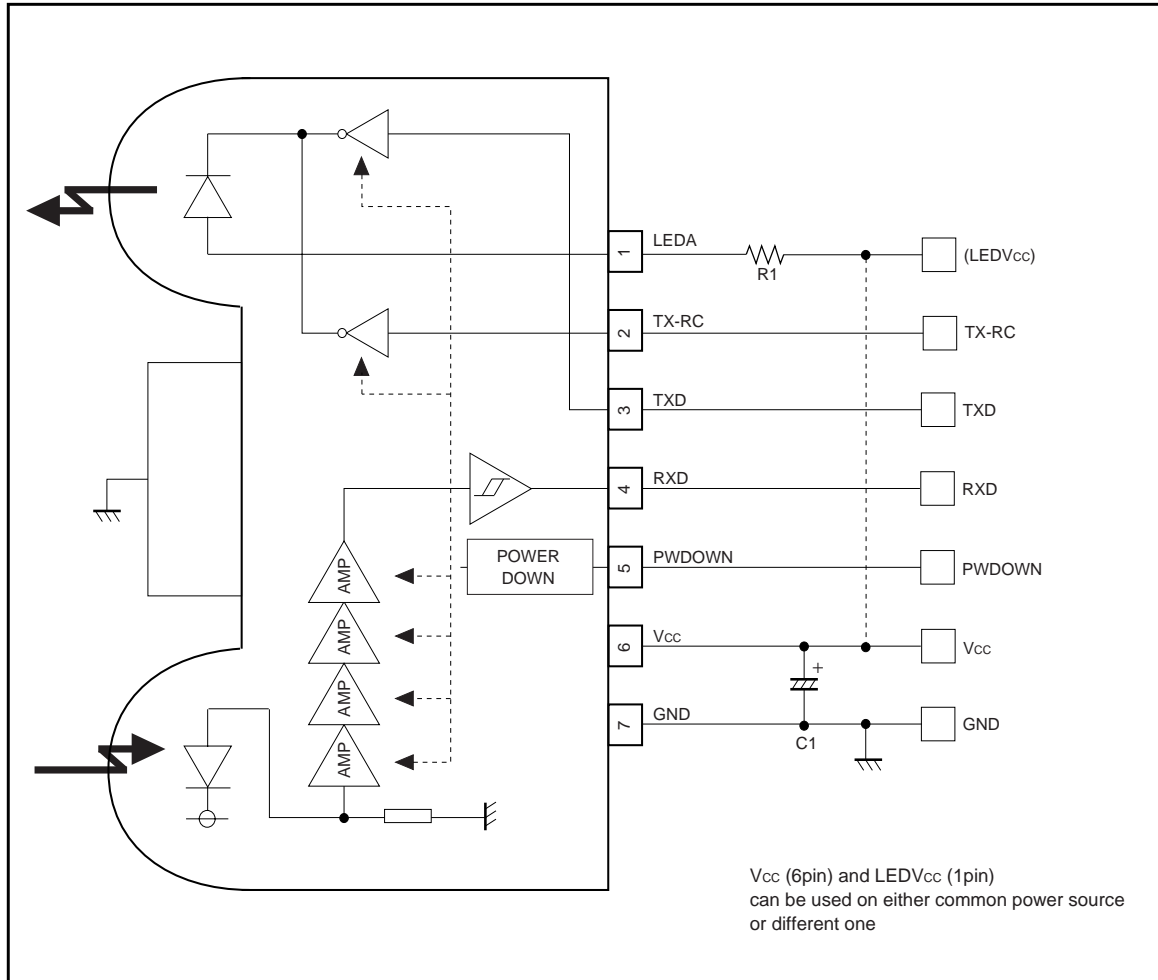 1 LEDA
R1
(LEDVcc)
2 TX-RC
TX-RC
3 TXD
TXD
4 RXD
RXD
POWER
DOWN
5 PWDOWN
PWDOWN
AMP
AMP
AMP
AMP
6 Vcc
+
Vcc
7 GND
C1
GND
Vcc (6pin) and LEDVcc (1pin)
can be used on either common power source
or different one